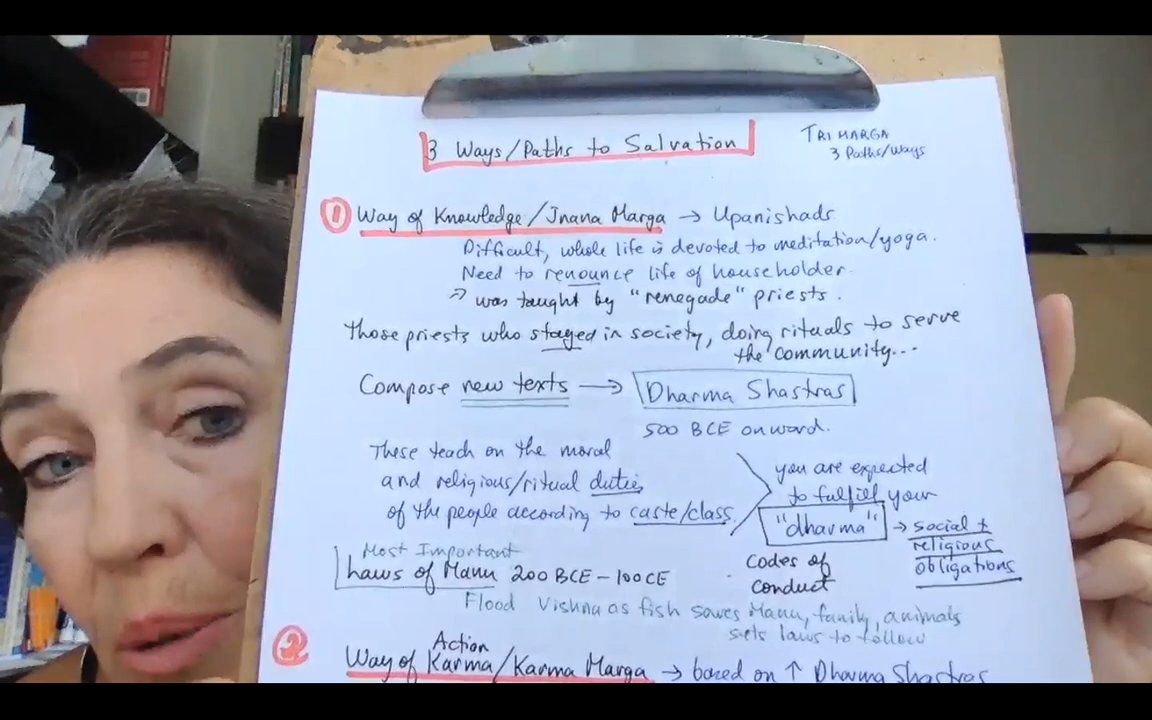 3 Ways/Paths to Salvation
TRI MARGA
3 Paths/Ways
1 Way of Knowledge/Jnana Marga → Upanishads
Difficult, whole life is devoted to meditation/yoga.
Need to renounce life of householder.
→ was taught by "renegade" priests.
Those priests who stayed in society, doing rituals to serve
the community...
Compose new texts → Dharma Shastras
500 BCE onward.
These teach on the moral
and religious/ritual duties
of the people according to caste/class.
you are expected
to fulfill your
"dharma" → social +
religious
obligations
Codes of
conduct
Most Important
Laws of Manu 200 BCE - 100 CE
Flood Vishnu as fish saves Manu, family, animals
sets laws to follow
2 Way of Karma/Karma Marga → based on ↑ Dharma Shastras
Action